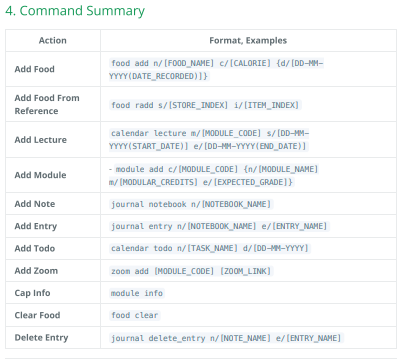 4. Command Summary
Action Format, Examples
Add Food food add n/[FOOD_NAME] c/[CALORIE] {d/[DD-MM-
YYYY(DATE_RECORDED)]}
Add Food From
Reference food radd s/[STORE_INDEX] i/[ITEM_INDEX]
Add Lecture calendar lecture m/[MODULE_CODE] s/[DD-MM-
YYYY(START_DATE)] e/[DD-MM-YYYY(END_DATE)]
Add Module - module add c/[MODULE_CODE] {n/[MODULE_NAME]
m/[MODULAR_CREDITS] e/[EXPECTED_GRADE]}
Add Note journal notebook n/[NOTEBOOK_NAME]
Add Entry journal entry n/[NOTEBOOK_NAME] e/[ENTRY_NAME]
Add Todo calendar todo n/[TASK_NAME] d/[DD-MM-YYYY]
Add Zoom zoom add [MODULE_CODE] [ZOOM_LINK]
Cap Info module info
Clear Food food clear
Delete Entry journal delete_entry n/[NOTE_NAME] e/[ENTRY_NAME]